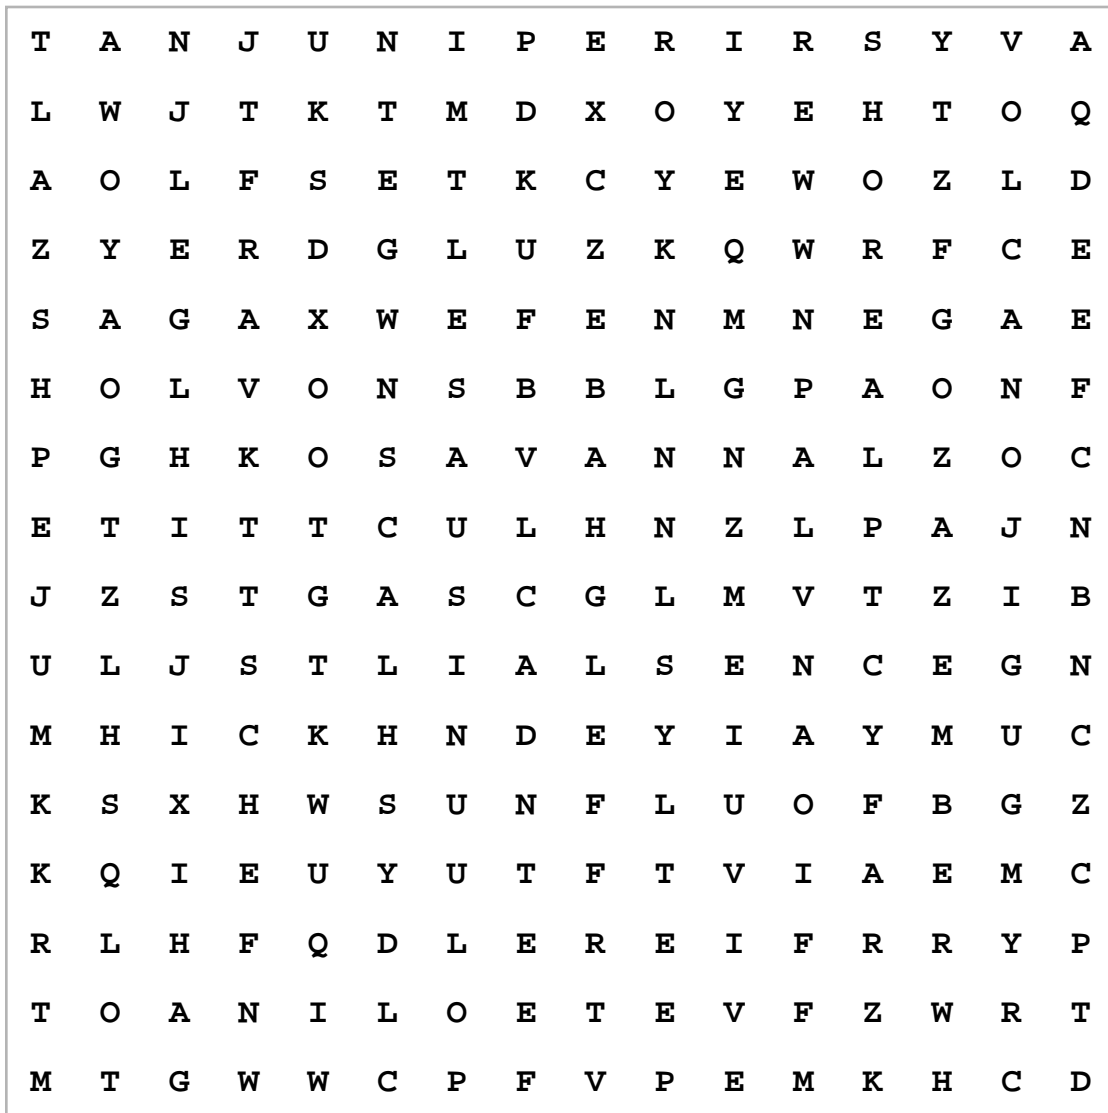 T A N J U N I P E R I R S Y V A
L W J T K T M D X O Y E H T O Q
A O L F S E T K C Y E W O Z L D
Z Y E R D G L U Z K Q W R F C E
S A G A X W E F E N M N E G A E
H O L V O N S B B L G P A O N F
P G H K O S A V A N N A L Z O C
E T I T T C U L H N Z L P A J N
J Z S T G A S C G L M V T Z I B
U L J S T L I A L S E N C E G N
M H I C K H N D E Y I A Y M U C
K S X H W S U N F L U O F B G Z
K Q I E U Y U T F T V I A E M C
R L H F Q D L E R E I F R R Y P
T O A N I L O E T E V F Z W R T
M T G W W C P F V P E M K H C D